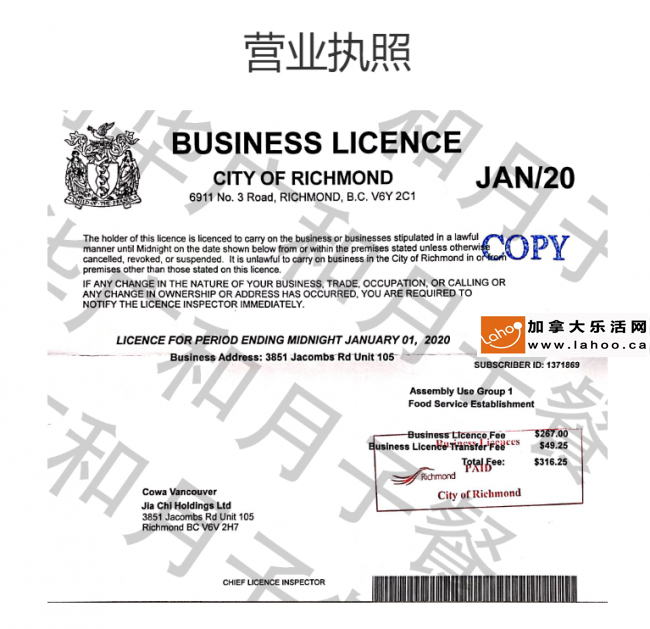 营业执照
BUSINESS LICENCE
CITY OF RICHMOND
6911 No. 3 Road, RICHMOND, B.C. V6Y 2C1
JAN/20
The holder of this licence is licenced to carry on the business or businesses stipulated in a lawful
manner until Midnight on the date shown below from or within the premises stated unless otherwise
cancelled, revoked, or suspended. It is unlawful to carry on business in the City of Richmond in or from
premises other than those stated on this licence.
COPY
IF ANY CHANGE IN THE NATURE OF YOUR BUSINESS, TRADE, OCCUPATION, OR CALLING OR
ANY CHANGE IN OWNERSHIP OR ADDRESS HAS OCCURRED, YOU ARE REQUIRED TO
NOTIFY THE LICENCE INSPECTOR IMMEDIATELY.
LICENCE FOR PERIOD ENDING MIDNIGHT JANUARY 01, 2020
Business Address: 3851 Jacombs Rd Unit 105
Lahoo
加拿大乐活网
www.lahoo.ca
SUBSCRIBER ID: 1371869
Assembly Use Group 1
Food Service Establishment
Business Licence Fee $267.00
Business Licences
Business Licence Transfer Fee $49.25
Total Fee: $316.25
PAID
Richmond
City of Richmond
Cowa Vancouver
Jia Chi Holdings Ltd
3851 Jacombs Rd Unit 105
Richmond BC V6V 2H7
CHIEF LICENCE INSPECTOR
和月子餐